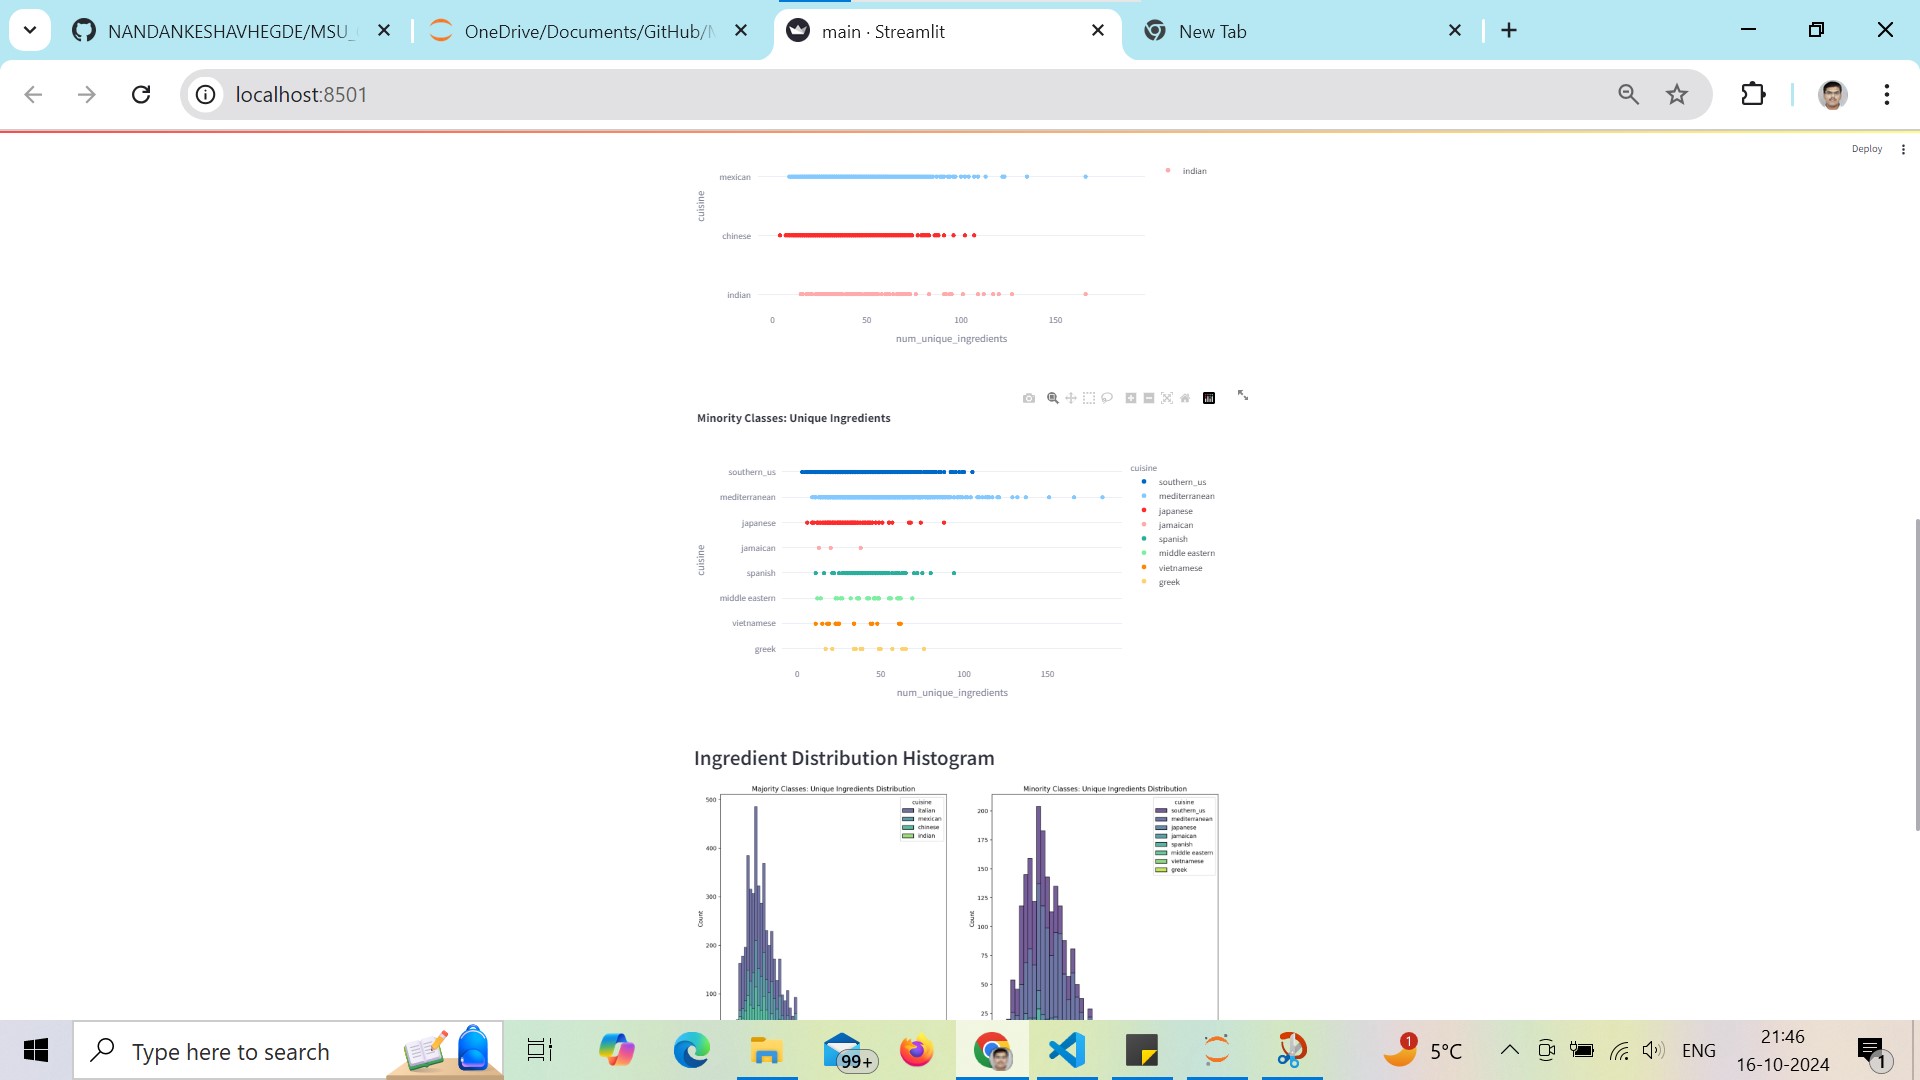 NANDANKESHAVHEGDE/MSU_
OneDrive/Documents/GitHub/
main · Streamlit
New Tab
localhost:8501
Deploy
mexican
indian
cuisine
chinese
indian
0 50 100 150
num_unique_ingredients
Minority Classes: Unique Ingredients
southern_us
mediterranean
japanese
jamaican
spanish
middle eastern
vietnamese
greek
cuisine
0 50 100 150
num_unique_ingredients
cuisine
southern_us
mediterranean
japanese
jamaican
spanish
middle eastern
vietnamese
greek
Ingredient Distribution Histogram
Majority Classes: Unique Ingredients Distribution
500
400
300
200
100
Count
cuisine
italian
mexican
chinese
indian
Minority Classes: Unique Ingredients Distribution
200
175
150
125
100
75
50
25
Count
cuisine
southern_us
mediterranean
japanese
jamaican
spanish
middle eastern
vietnamese
greek
Type here to search
99+
1
5°C
ENG
21:46
16-10-2024
1